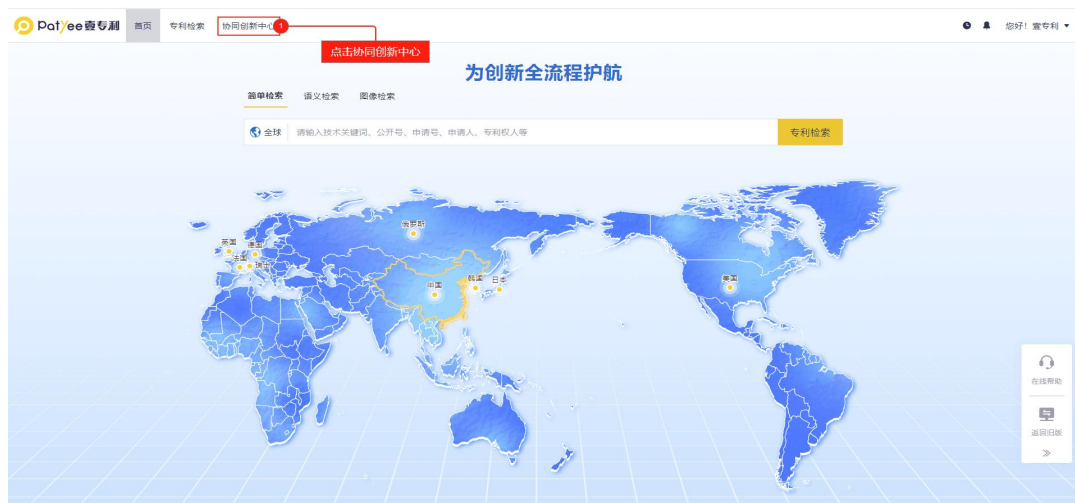 Patyee壹专利 首页 专利检索 协同创新中心 1 您好！壹专利
点击协同创新中心
为创新全流程护航
简单检索 语义检索 图像检索
全球 请输入技术关键词、公开号、申请号、申请人、专利权人等 专利检索
俄罗斯
英国 德国
法国 瑞士
中国 韩国 日本
美国
在线帮助
返回旧版